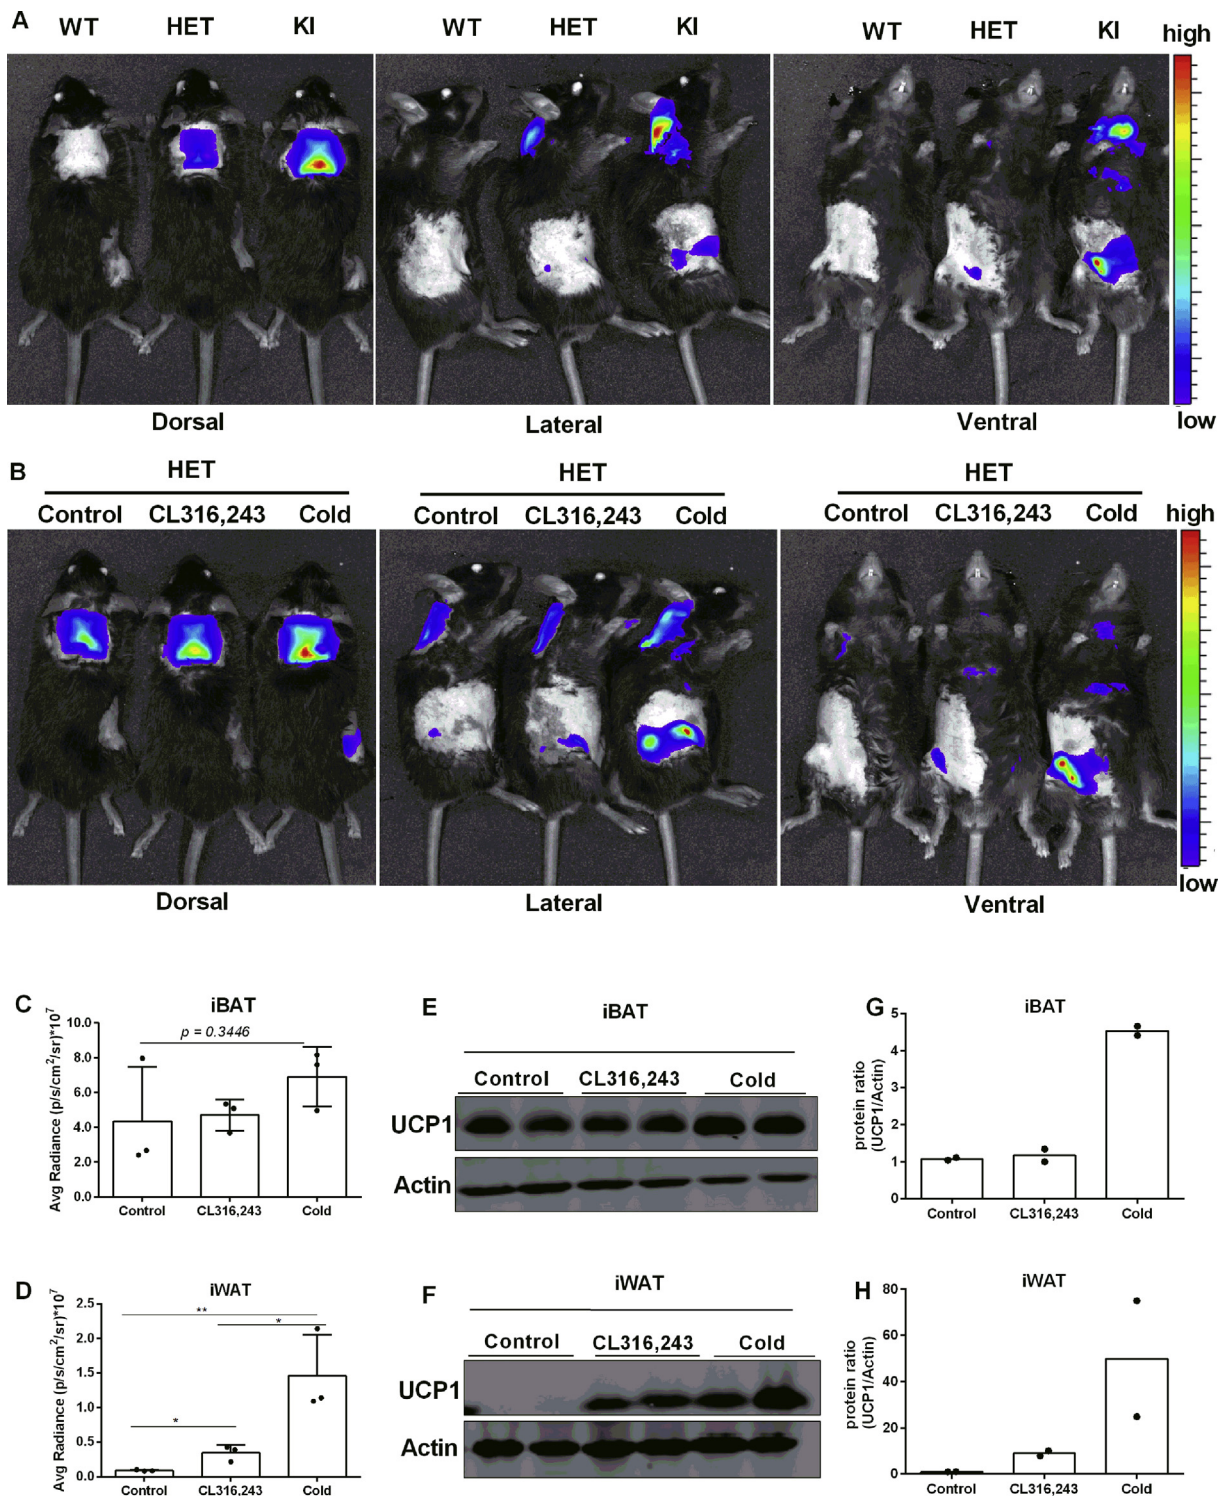 A
WT HET KI WT HET KI WT HET KI high
Dorsal Lateral Ventral low
B
HET HET HET
Control CL316,243 Cold Control CL316,243 Cold Control CL316,243 Cold high
Dorsal Lateral Ventral low
C
iBAT
Avg Radiance (p/s/cm²/sr)*10⁷
10.0
8.0
6.0
4.0
2.0
0.0
p = 0.3446
Control CL316,243 Cold
E
iBAT
Control CL316,243 Cold
UCP1
Actin
G
iBAT
protein ratio
(UCP1/Actin)
5
4
3
2
1
0
Control CL316,243 Cold
D
iWAT
Avg Radiance (p/s/cm²/sr)*10⁷
2.5
2.0
1.5
1.0
0.5
0.0
**
*
*
Control CL316,243 Cold
F
iWAT
Control CL316,243 Cold
UCP1
Actin
H
iWAT
protein ratio
(UCP1/Actin)
80
60
40
20
0
Control CL316,243 Cold